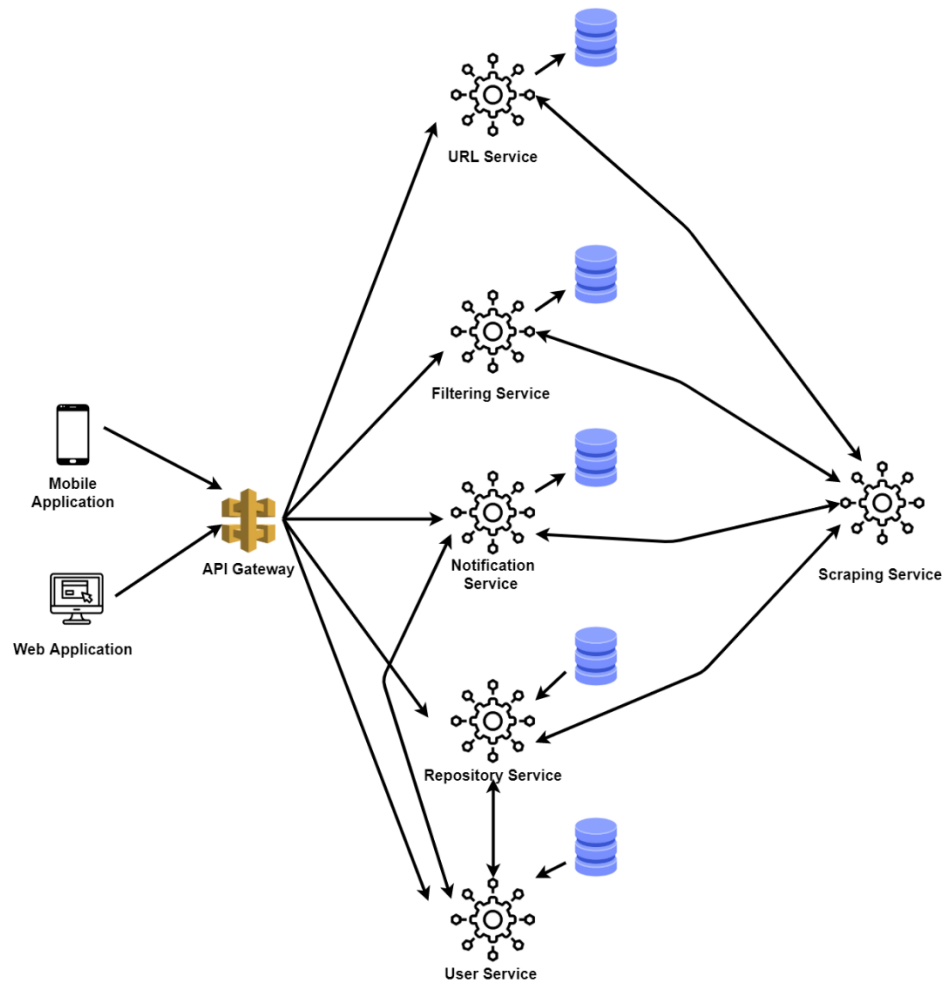 URL Service
Filtering Service
Mobile
Application
API Gateway
Notification
Service
Scraping Service
Web Application
Repository Service
User Service